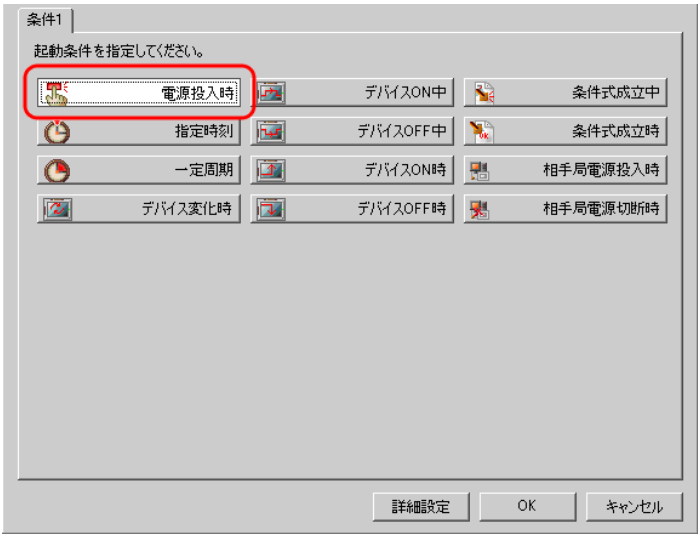 条件1
起動条件を指定してください。
電源投入時 デバイスON中 条件式成立中
指定時刻 デバイスOFF中 条件式成立時
一定周期 デバイスON時 相手局電源投入時
デバイス変化時 デバイスOFF時 相手局電源切断時
詳細設定 OK キャンセル